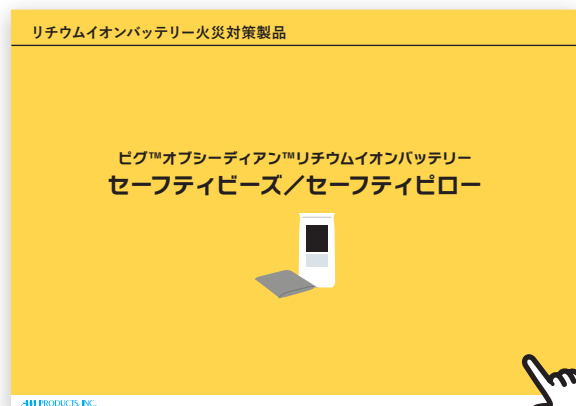 リチウムイオンバッテリー火災対策製品
ピグ™オブシーディアン™リチウムイオンバッテリー
セーフティビーズ／セーフティピロー
PRODUCTS, INC.